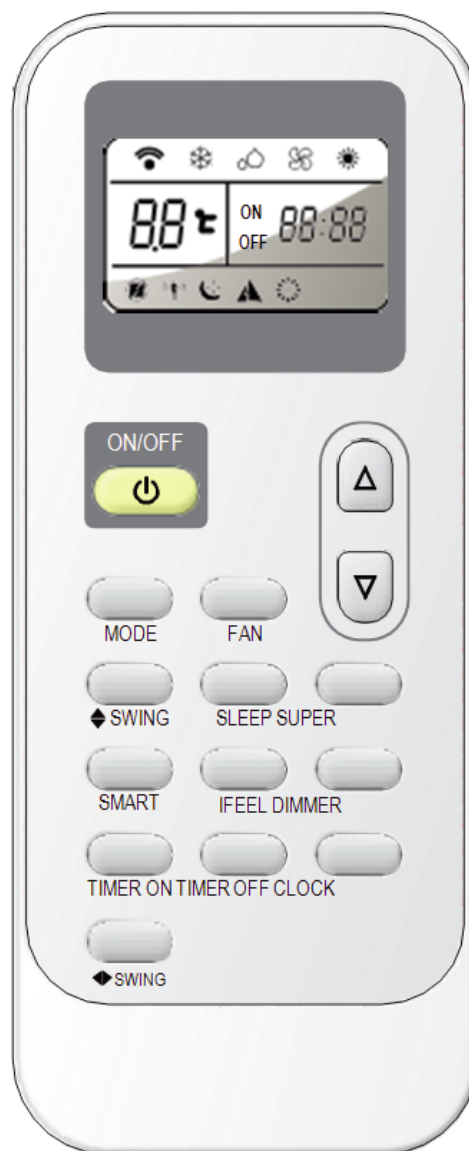 88 ℃
ON 88:88
OFF
ON/OFF
MODE FAN
SWING SLEEP SUPER
SMART IFEEL DIMMER
TIMER ON TIMER OFF CLOCK
SWING